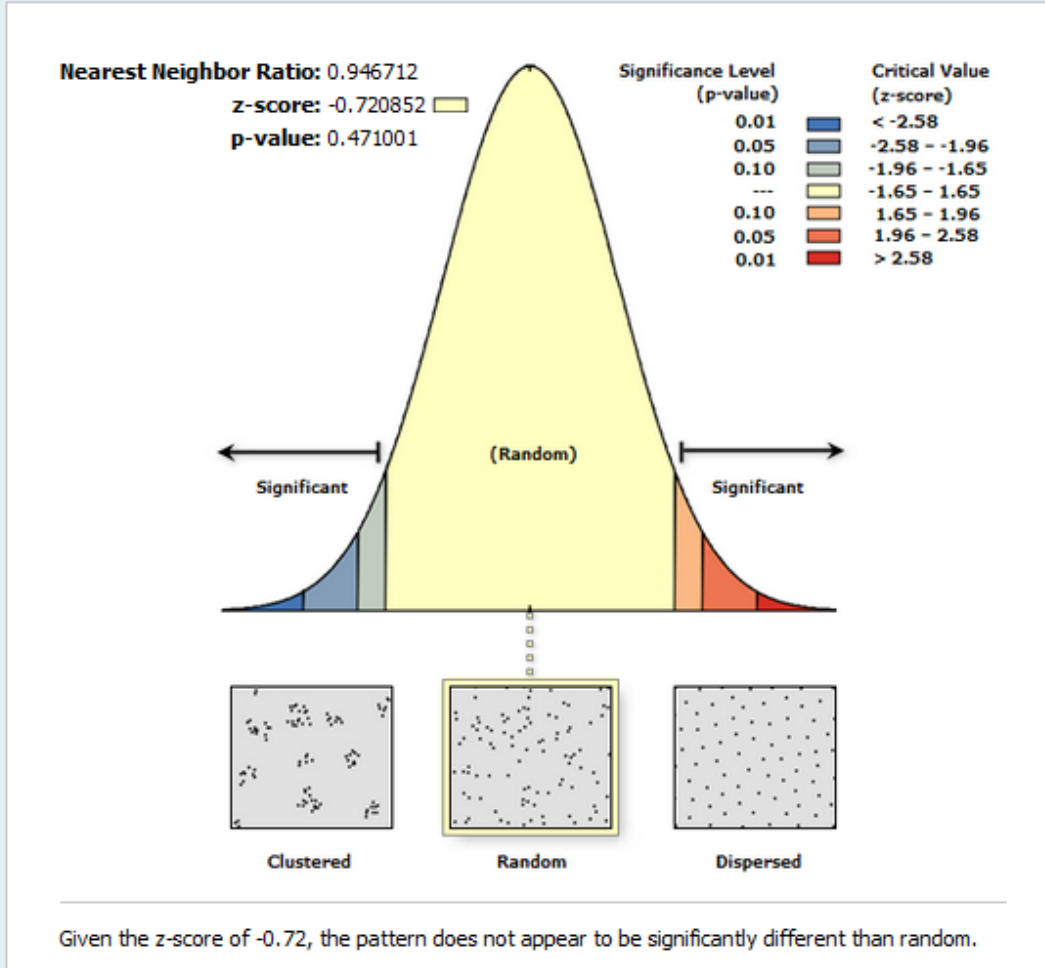 Nearest Neighbor Ratio: 0.946712
z-score: -0.720852
p-value: 0.471001
Significance Level Critical Value
(p-value) (z-score)
0.01 < -2.58
0.05 -2.58 – -1.96
0.10 -1.96 – -1.65
--- -1.65 – 1.65
0.10 1.65 – 1.96
0.05 1.96 – 2.58
0.01 > 2.58
(Random)
Significant Significant
Clustered Random Dispersed
Given the z-score of -0.72, the pattern does not appear to be significantly different than random.